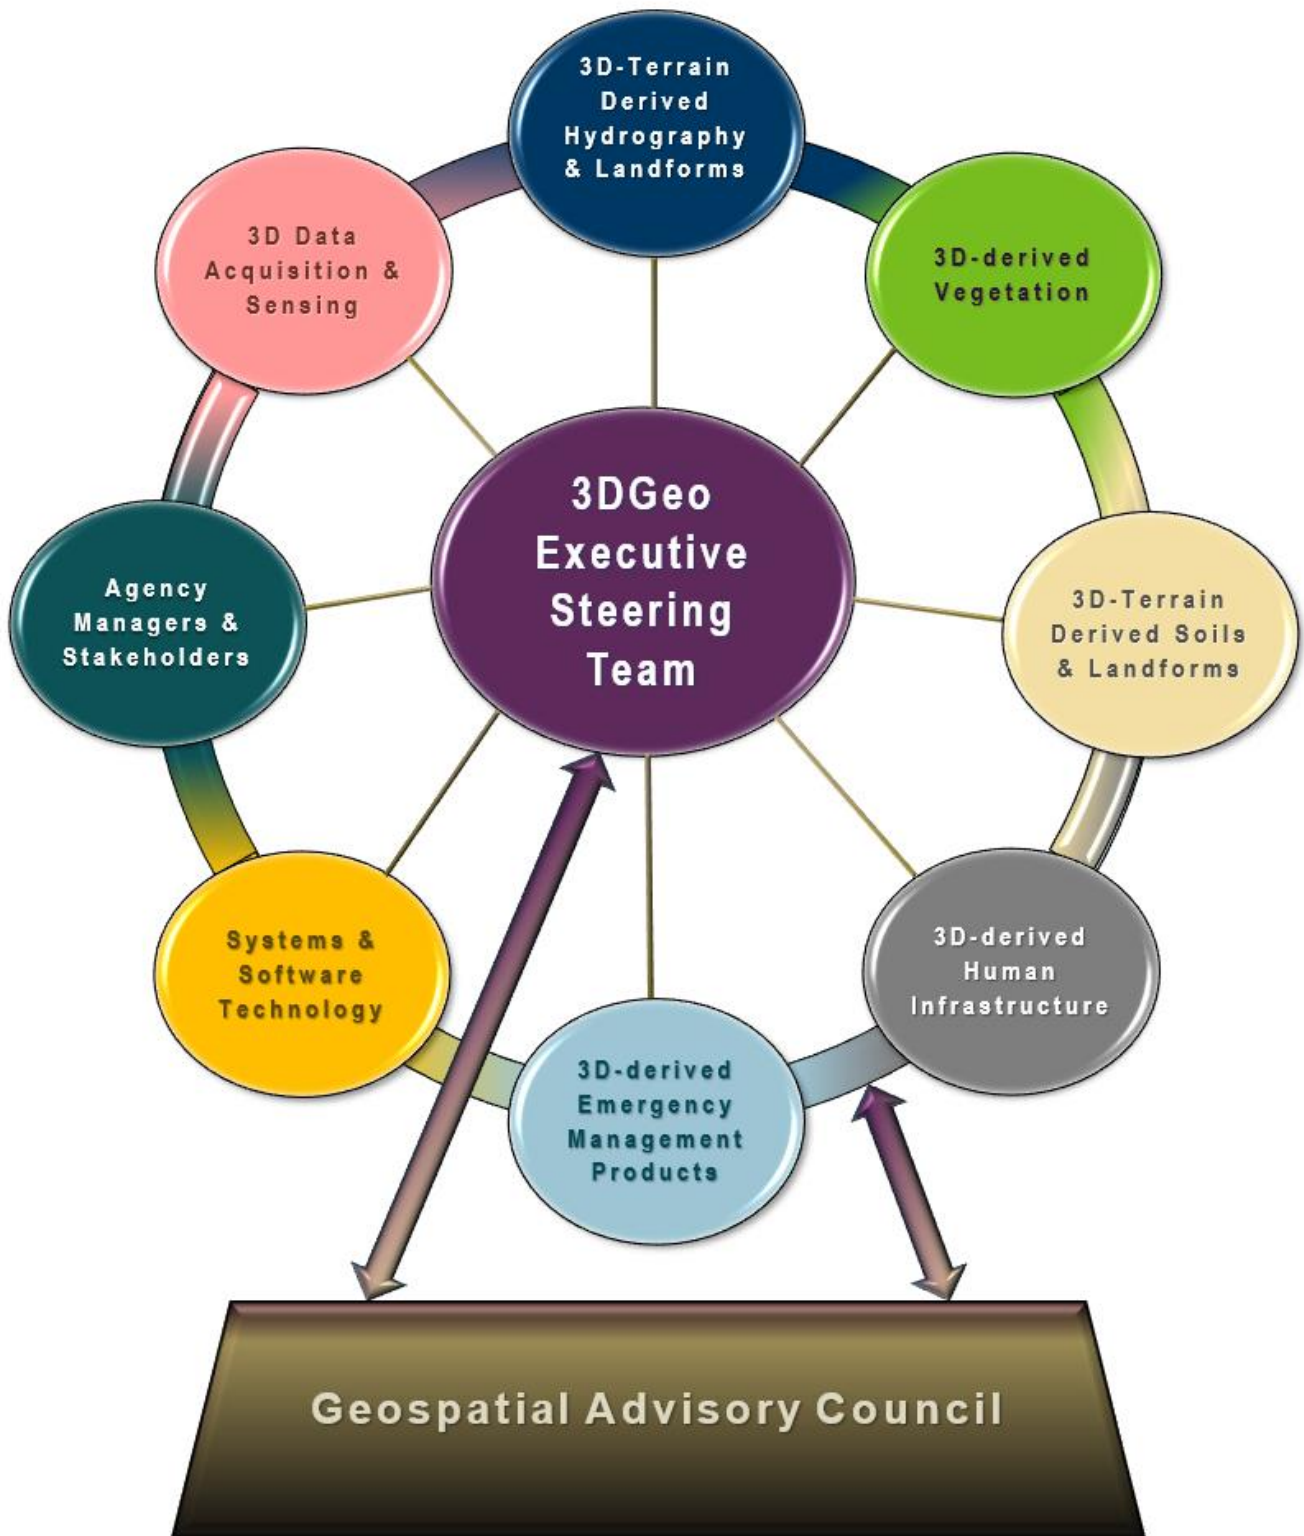 3D-Terrain
Derived
Hydrography
& Landforms
3D Data
Acquisition &
Sensing
3D-derived
Vegetation
3DGeo
Executive
Steering
Team
Agency
Managers &
Stakeholders
3D-Terrain
Derived Soils
& Landforms
Systems &
Software
Technology
3D-derived
Human
Infrastructure
3D-derived
Emergency
Management
Products
Geospatial Advisory Council